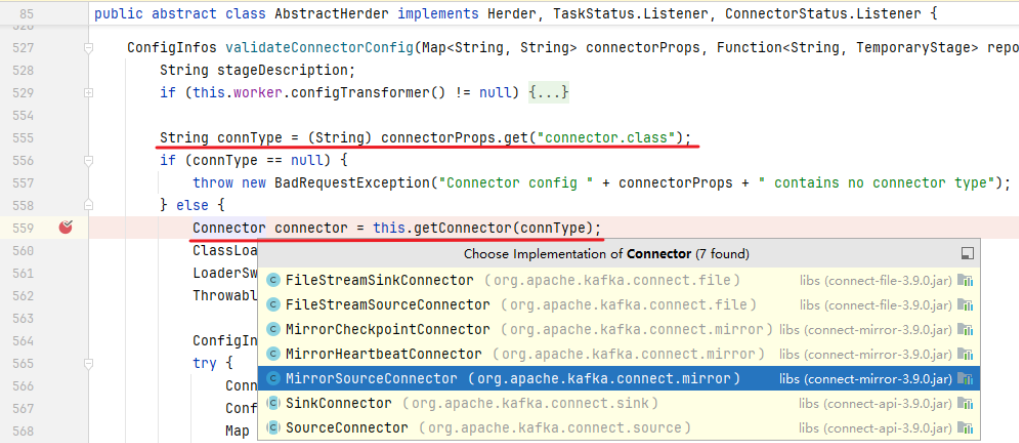 85 public abstract class AbstractHerder implements Herder, TaskStatus.Listener, ConnectorStatus.Listener {
527 ConfigInfos validateConnectorConfig(Map<String, String> connectorProps, Function<String, TemporaryStage> repo
528 String stageDescription;
529 if (this.worker.configTransformer() != null) {...}
554
555 String connType = (String) connectorProps.get("connector.class");
556 if (connType == null) {
557 throw new BadRequestException("Connector config " + connectorProps + " contains no connector type");
558 } else {
559 Connector connector = this.getConnector(connType);
560 ClassLoa
561 LoaderSw
562 Throwabl
563
564 ConfigIn
565 try {
566 Conn
567 Conf
568 Map
Choose Implementation of Connector (7 found)
FileStreamSinkConnector (org.apache.kafka.connect.file) libs (connect-file-3.9.0.jar)
FileStreamSourceConnector (org.apache.kafka.connect.file) libs (connect-file-3.9.0.jar)
MirrorCheckpointConnector (org.apache.kafka.connect.mirror) libs (connect-mirror-3.9.0.jar)
MirrorHeartbeatConnector (org.apache.kafka.connect.mirror) libs (connect-mirror-3.9.0.jar)
MirrorSourceConnector (org.apache.kafka.connect.mirror) libs (connect-mirror-3.9.0.jar)
SinkConnector (org.apache.kafka.connect.sink) libs (connect-api-3.9.0.jar)
SourceConnector (org.apache.kafka.connect.source) libs (connect-api-3.9.0.jar)